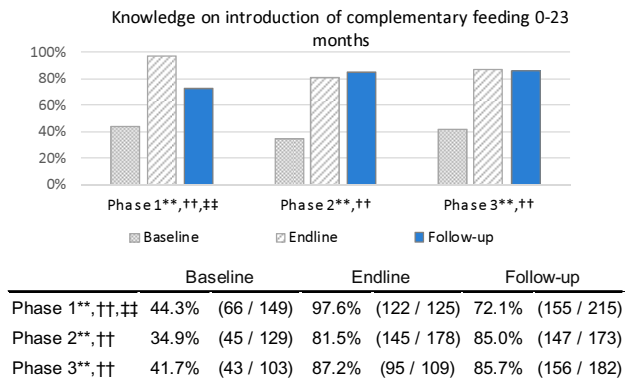 Knowledge on introduction of complementary feeding 0-23
months
100%
80%
60%
40%
20%
0%
Phase 1**,††,‡‡ Phase 2**,†† Phase 3**,††
Baseline Endline Follow-up
Baseline Endline Follow-up
Phase 1**,††,‡‡ 44.3% (66 / 149) 97.6% (122 / 125) 72.1% (155 / 215)
Phase 2**,†† 34.9% (45 / 129) 81.5% (145 / 178) 85.0% (147 / 173)
Phase 3**,†† 41.7% (43 / 103) 87.2% (95 / 109) 85.7% (156 / 182)